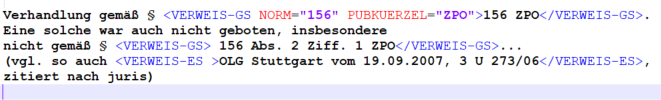 Verhandlung gemäß § <VERWEIS-GS NORM="156" PUBKUERZEL="ZPO">156 ZPO</VERWEIS-GS>.
Eine solche war auch nicht geboten, insbesondere
nicht gemäß § <VERWEIS-GS> 156 Abs. 2 Ziff. 1 ZPO</VERWEIS-GS>...
(vgl. so auch <VERWEIS-ES >OLG Stuttgart vom 19.09.2007, 3 U 273/06</VERWEIS-ES>,
zitiert nach juris)